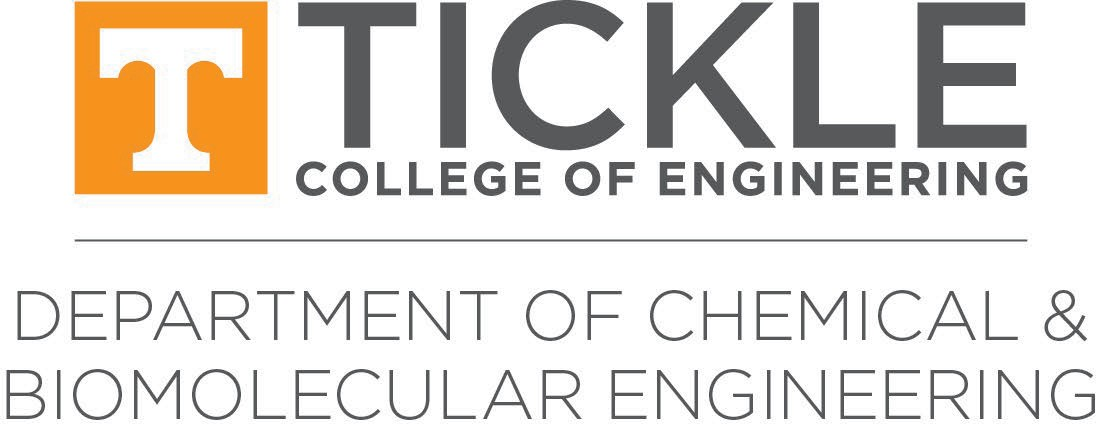 T TICKLE
COLLEGE OF ENGINEERING
DEPARTMENT OF CHEMICAL &
BIOMOLECULAR ENGINEERING